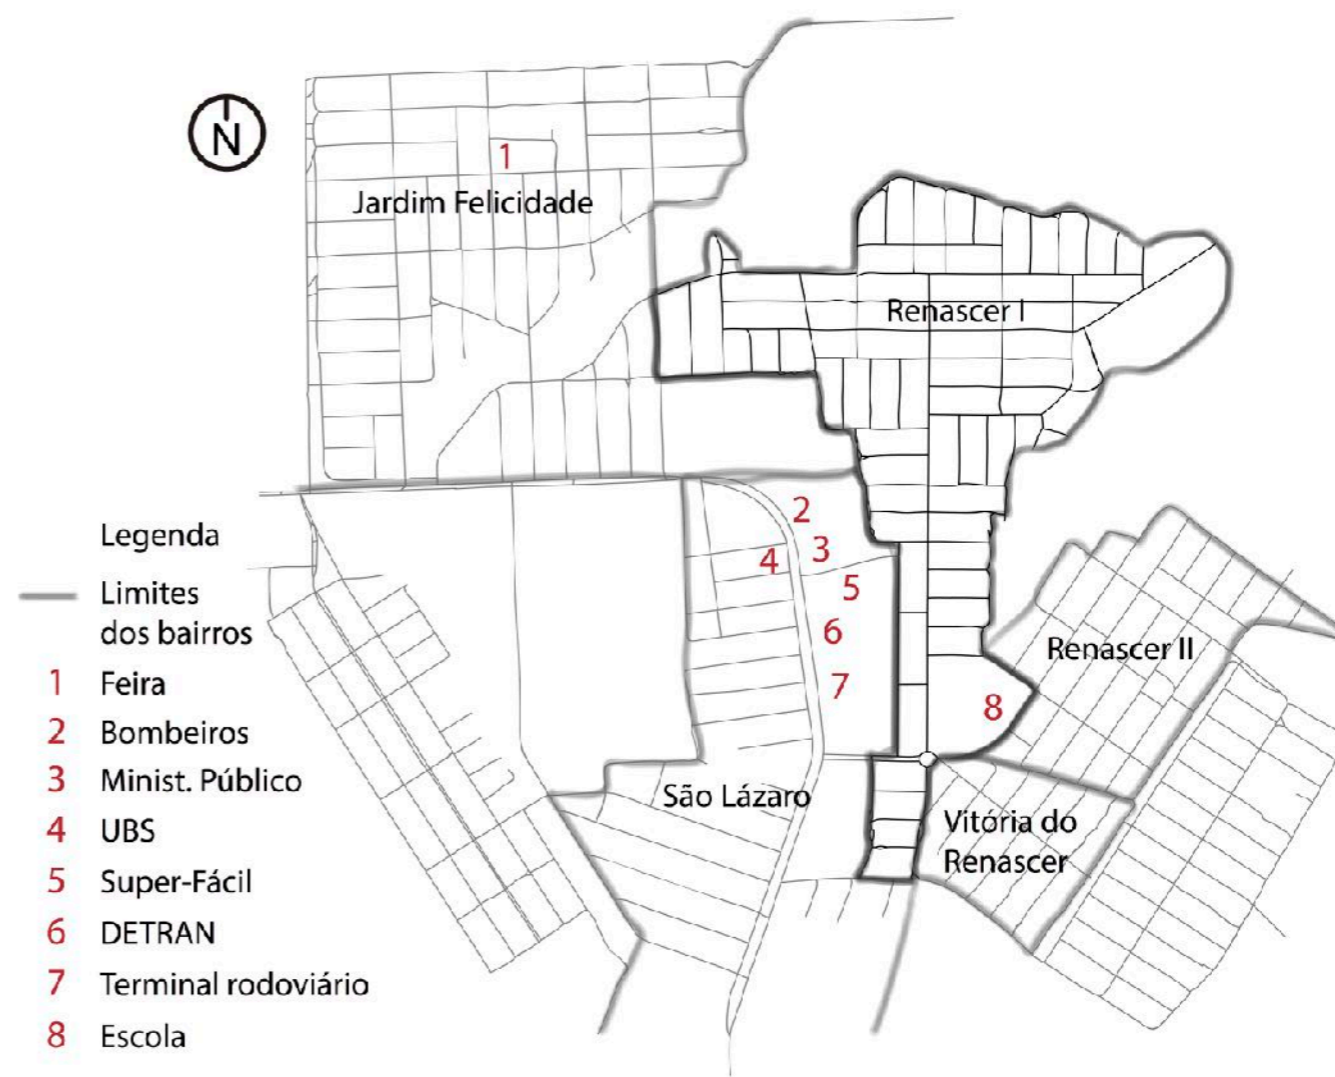 N
1
Jardim Felicidade
Renascer I
2
3
4
5
6
7
8
Renascer II
São Lázaro
Vitória do
Renascer
Legenda
Limites
dos bairros
1 Feira
2 Bombeiros
3 Minist. Público
4 UBS
5 Super-Fácil
6 DETRAN
7 Terminal rodoviário
8 Escola